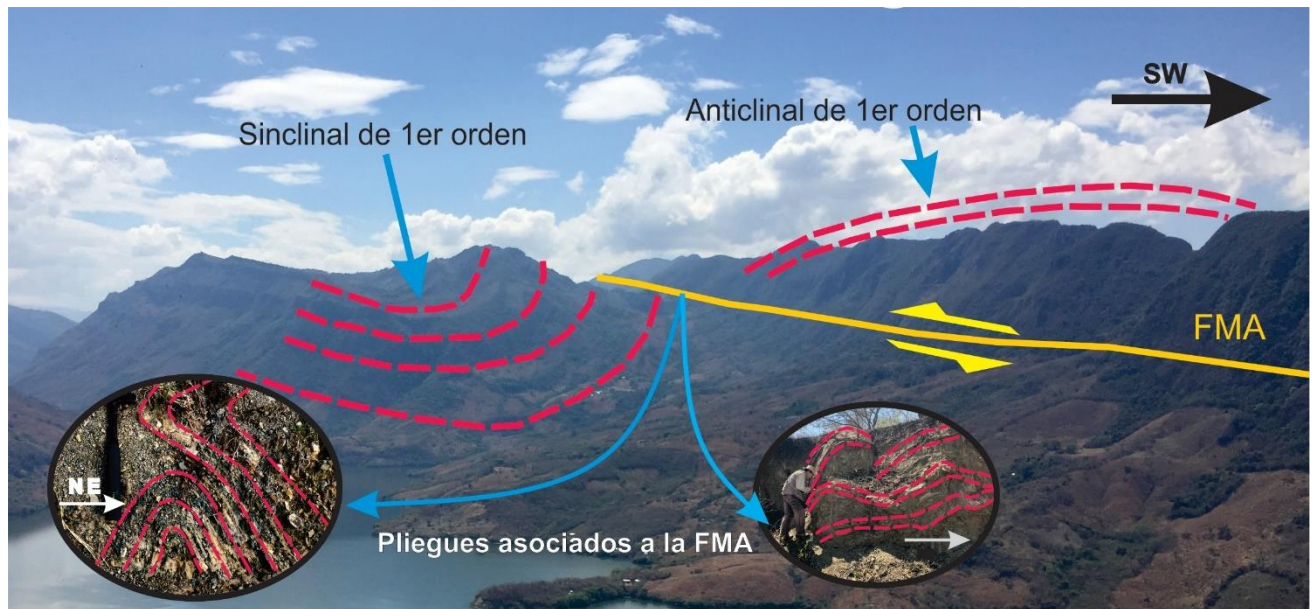 SW
Anticlinal de 1er orden
Sinclinal de 1er orden
FMA
NE
Pliegues asociados a la FMA